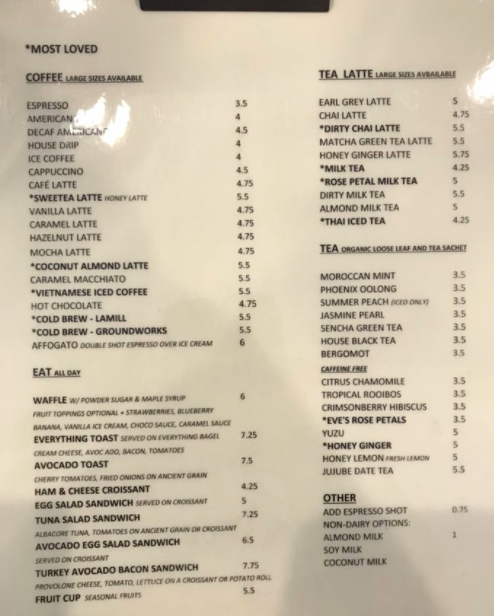 *MOST LOVED
COFFEE LARGE SIZES AVAILABLE
ESPRESSO 3.5
AMERICANO 4
DECAF AMERICANO 4.5
HOUSE DRIP 4
ICE COFFEE 4
CAPPUCCINO 4.5
CAFÉ LATTE 4.75
*SWEETEA LATTE HONEY LATTE 5.5
VANILLA LATTE 4.75
CARAMEL LATTE 4.75
HAZELNUT LATTE 4.75
MOCHA LATTE 4.75
*COCONUT ALMOND LATTE 5.5
CARAMEL MACCHIATO 5.5
*VIETNAMESE ICED COFFEE 5.5
HOT CHOCOLATE 4.75
*COLD BREW - LAMILL 5.5
*COLD BREW - GROUNDWORKS 5.5
AFFOGATO DOUBLE SHOT ESPRESSO OVER ICE CREAM 6
EAT ALL DAY
WAFFLE W/ POWDER SUGAR & MAPLE SYRUP 6
FRUIT TOPPINGS OPTIONAL + STRAWBERRIES, BLUEBERRY
BANANA, VANILLA ICE CREAM, CHOCO SAUCE, CARAMEL SAUCE
EVERYTHING TOAST SERVED ON EVERYTHING BAGEL 7.25
CREAM CHEESE, AVOC ADO, BACON, TOMATOES
AVOCADO TOAST 7.5
CHERRY TOMATOES, FRIED ONIONS ON ANCIENT GRAIN
HAM & CHEESE CROISSANT 4.25
EGG SALAD SANDWICH SERVED ON CROISSANT 5
TUNA SALAD SANDWICH 7.25
ALBACORE TUNA, TOMATOES ON ANCIENT GRAIN OR CROISSANT
AVOCADO EGG SALAD SANDWICH 6.5
SERVED ON CROISSANT
TURKEY AVOCADO BACON SANDWICH 7.75
PROVOLONE CHEESE, TOMATO, LETTUCE ON A CROISSANT OR POTATO ROLL
FRUIT CUP SEASONAL FRUITS 5.5
TEA LATTE LARGE SIZES AVBAILABLE
EARL GREY LATTE 5
CHAI LATTE 4.75
*DIRTY CHAI LATTE 5.5
MATCHA GREEN TEA LATTE 5.5
HONEY GINGER LATTE 5.75
*MILK TEA 4.25
*ROSE PETAL MILK TEA 5
DIRTY MILK TEA 5.5
ALMOND MILK TEA 5
*THAI ICED TEA 4.25
TEA ORGANIC LOOSE LEAF AND TEA SACHET
MOROCCAN MINT 3.5
PHOENIX OOLONG 3.5
SUMMER PEACH (ICED ONLY) 3.5
JASMINE PEARL 3.5
SENCHA GREEN TEA 3.5
HOUSE BLACK TEA 3.5
BERGOMOT 3.5
CAFFEINE FREE
CITRUS CHAMOMILE 3.5
TROPICAL ROOIBOS 3.5
CRIMSONBERRY HIBISCUS 3.5
*EVE'S ROSE PETALS 3.5
YUZU 5
*HONEY GINGER 5
HONEY LEMON FRESH LEMON 5
JUJUBE DATE TEA 5.5
OTHER
ADD ESPRESSO SHOT 0.75
NON-DAIRY OPTIONS:
ALMOND MILK 1
SOY MILK
COCONUT MILK